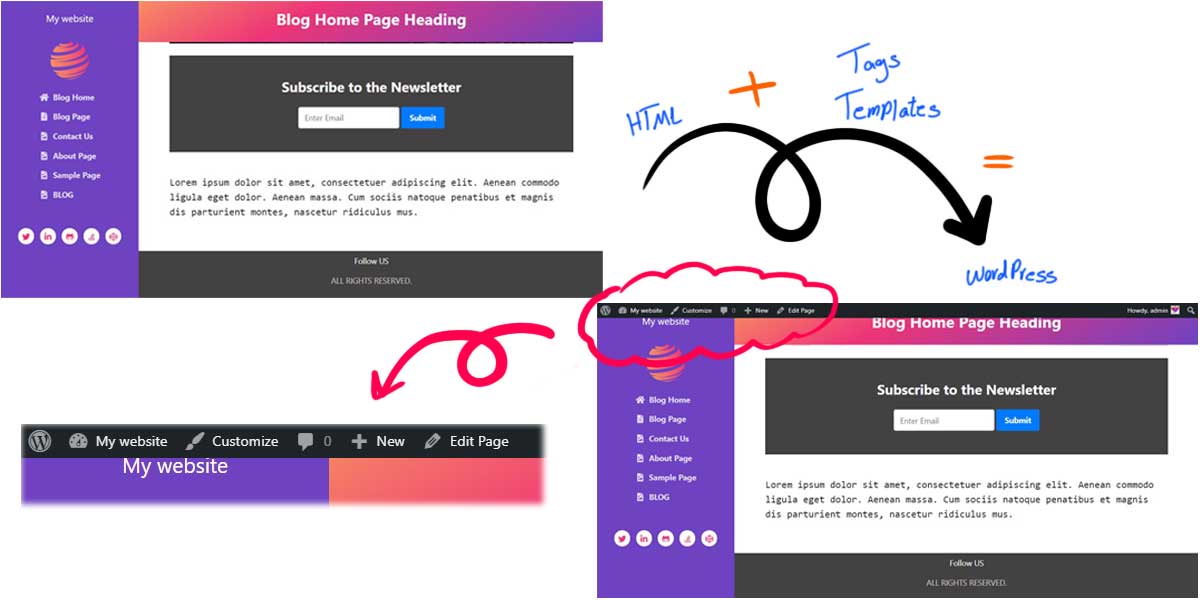 My website
Blog Home Page Heading
Blog Home
Blog Page
Contact Us
About Page
Sample Page
BLOG
Subscribe to the Newsletter
Enter Email
Submit
Lorem ipsum dolor sit amet, consectetuer adipiscing elit. Aenean commodo
ligula eget dolor. Aenean massa. Cum sociis natoque penatibus et magnis
dis parturient montes, nascetur ridiculus mus.
Follow US
ALL RIGHTS RESERVED.
HTML
+
Tags
Templates
=
WordPress
My website Customize 0 New Edit Page Howdy, admin
My website
Blog Home Page Heading
Blog Home
Blog Page
Contact Us
About Page
Sample Page
BLOG
Subscribe to the Newsletter
Enter Email
Submit
Lorem ipsum dolor sit amet, consectetuer adipiscing elit. Aenean commodo
ligula eget dolor. Aenean massa. Cum sociis natoque penatibus et magnis
dis parturient montes, nascetur ridiculus mus.
Follow US
ALL RIGHTS RESERVED.
My website Customize 0 New Edit Page
My website